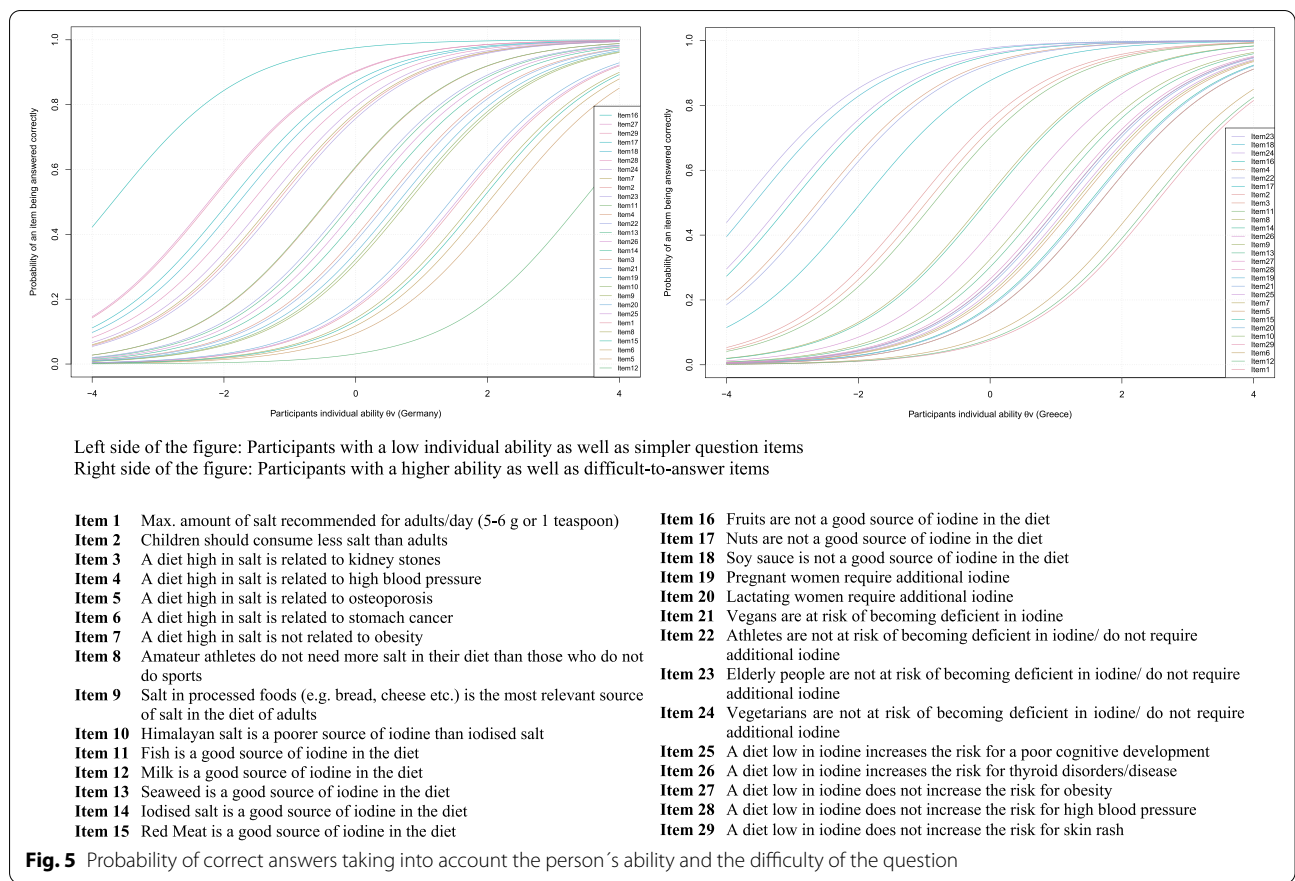 Probability of an item being answered correctly
1.0
0.8
0.6
0.4
0.2
0.0
−4
−2
0
2
4
Participants individual ability θv (Germany)
Item16
Item27
Item29
Item17
Item18
Item28
Item24
Item7
Item2
Item23
Item11
Item4
Item22
Item13
Item26
Item14
Item3
Item21
Item19
Item10
Item9
Item20
Item25
Item1
Item8
Item15
Item6
Item5
Item12
Probability of an item being answered correctly
1.0
0.8
0.6
0.4
0.2
0.0
−4
−2
0
2
4
Participants individual ability θv (Greece)
Item23
Item18
Item24
Item16
Item4
Item22
Item17
Item2
Item3
Item11
Item8
Item14
Item26
Item9
Item13
Item27
Item28
Item19
Item21
Item25
Item7
Item5
Item15
Item20
Item10
Item29
Item6
Item12
Item1
Left side of the figure: Participants with a low individual ability as well as simpler question items
Right side of the figure: Participants with a higher ability as well as difficult-to-answer items
Item 1 Max. amount of salt recommended for adults/day (5-6 g or 1 teaspoon)
Item 2 Children should consume less salt than adults
Item 3 A diet high in salt is related to kidney stones
Item 4 A diet high in salt is related to high blood pressure
Item 5 A diet high in salt is related to osteoporosis
Item 6 A diet high in salt is related to stomach cancer
Item 7 A diet high in salt is not related to obesity
Item 8 Amateur athletes do not need more salt in their diet than those who do not
do sports
Item 9 Salt in processed foods (e.g. bread, cheese etc.) is the most relevant source
of salt in the diet of adults
Item 10 Himalayan salt is a poorer source of iodine than iodised salt
Item 11 Fish is a good source of iodine in the diet
Item 12 Milk is a good source of iodine in the diet
Item 13 Seaweed is a good source of iodine in the diet
Item 14 Iodised salt is a good source of iodine in the diet
Item 15 Red Meat is a good source of iodine in the diet
Item 16 Fruits are not a good source of iodine in the diet
Item 17 Nuts are not a good source of iodine in the diet
Item 18 Soy sauce is not a good source of iodine in the diet
Item 19 Pregnant women require additional iodine
Item 20 Lactating women require additional iodine
Item 21 Vegans are at risk of becoming deficient in iodine
Item 22 Athletes are not at risk of becoming deficient in iodine/ do not require
additional iodine
Item 23 Elderly people are not at risk of becoming deficient in iodine/ do not require
additional iodine
Item 24 Vegetarians are not at risk of becoming deficient in iodine/ do not require
additional iodine
Item 25 A diet low in iodine increases the risk for a poor cognitive development
Item 26 A diet low in iodine increases the risk for thyroid disorders/disease
Item 27 A diet low in iodine does not increase the risk for obesity
Item 28 A diet low in iodine does not increase the risk for high blood pressure
Item 29 A diet low in iodine does not increase the risk for skin rash
Fig. 5 Probability of correct answers taking into account the person´s ability and the difficulty of the question